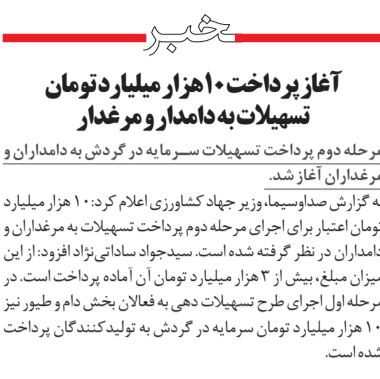 خبر
آغاز پرداخت ۱۰ هزار میلیارد تومان
تسهیلات به دامدار و مرغدار
مرحله دوم پرداخت تسهیلات سـرمایه در گردش به دامداران و
مرغداران آغاز شد.
به گزارش صداوسیما، وزیر جهاد کشاورزی اعلام کرد: ۱۰ هزار میلیارد
تومان اعتبار برای اجرای مرحله دوم پرداخت تسهیلات به مرغداران و
دامداران در نظر گرفته شده است. سیدجواد ساداتی‌نژاد افزود: از این
میزان مبلغ، بیش از ۳ هزار میلیارد تومان آن آماده پرداخت است. در
مرحله اول اجرای طرح تسهیلات دهی به فعالان بخش دام و طیور نیز
۱۰ هزار میلیارد تومان سرمایه در گردش به تولیدکنندگان پرداخت
شده است.